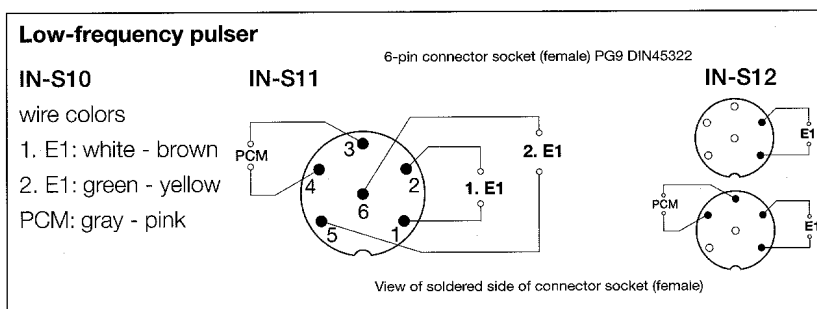 Low-frequency pulser
6-pin connector socket (female) PG9 DIN45322
IN-S10
IN-S11
IN-S12
wire colors
1. E1: white - brown
2. E1: green - yellow
PCM: gray - pink
PCM
3
4
2
6
5
1
1. E1
2. E1
E1
PCM
E1
View of soldered side of connector socket (female)